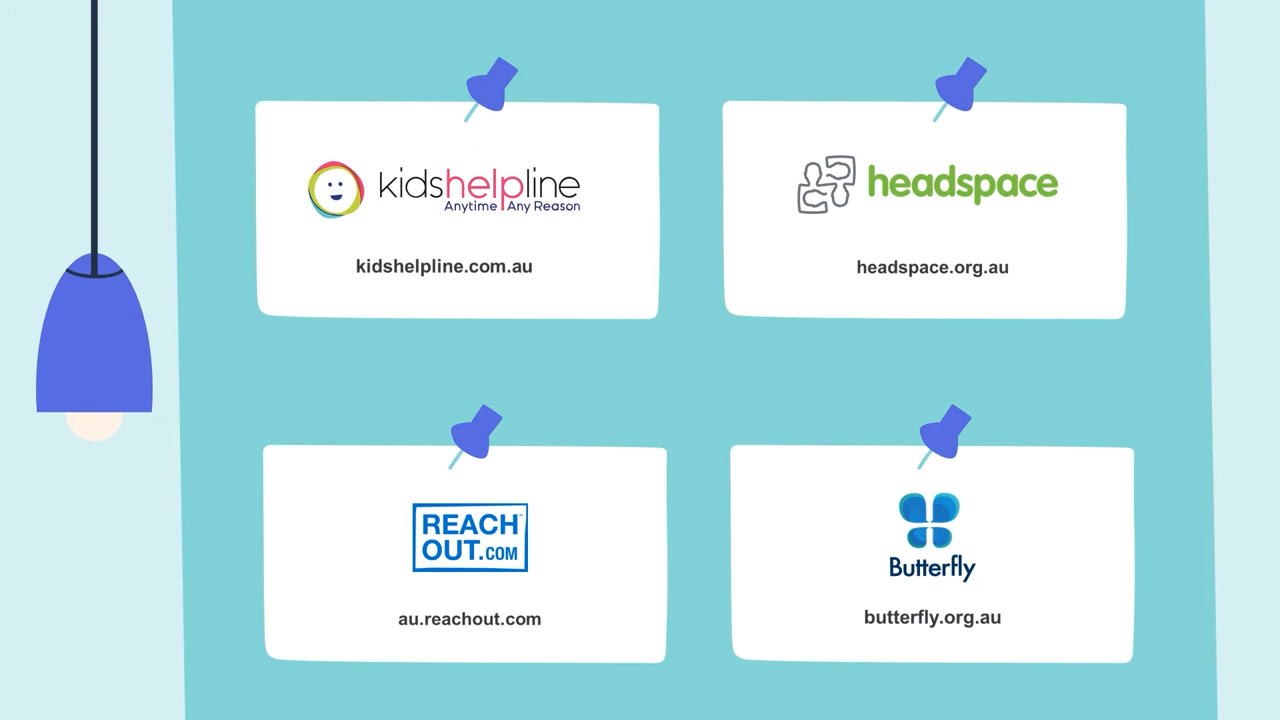 kidshelpline
Anytime Any Reason
kidshelpline.com.au
headspace
headspace.org.au
REACH™
OUT.COM
au.reachout.com
Butterfly
butterfly.org.au